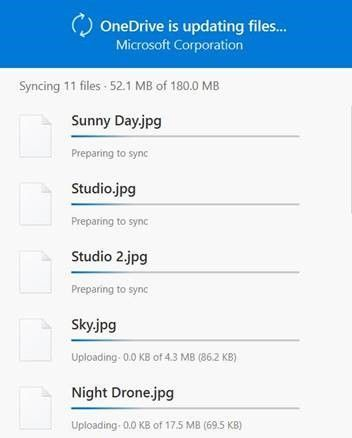 OneDrive is updating files...
Microsoft Corporation
Syncing 11 files · 52.1 MB of 180.0 MB
Sunny Day.jpg
Preparing to sync
Studio.jpg
Preparing to sync
Studio 2.jpg
Preparing to sync
Sky.jpg
Uploading· 0.0 KB of 4.3 MB (86.2 KB)
Night Drone.jpg
Uploading· 0.0 KB of 17.5 MB (69.5 KB)